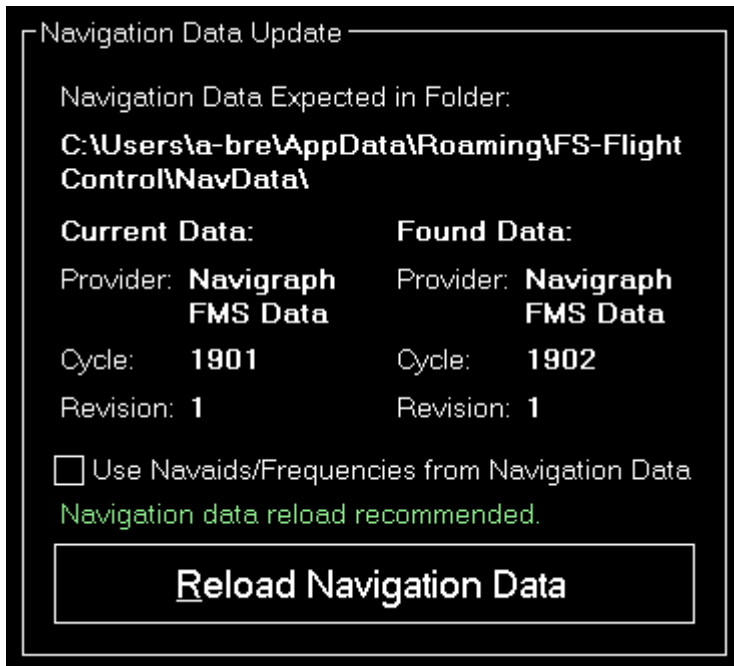 Navigation Data Update
Navigation Data Expected in Folder:
C:\Users\a-bre\AppData\Roaming\FS-Flight
Control\NavData\
Current Data: Found Data:
Provider: Navigraph Provider: Navigraph
FMS Data FMS Data
Cycle: 1901 Cycle: 1902
Revision: 1 Revision: 1
Use Navaids/Frequencies from Navigation Data
Navigation data reload recommended.
Reload Navigation Data